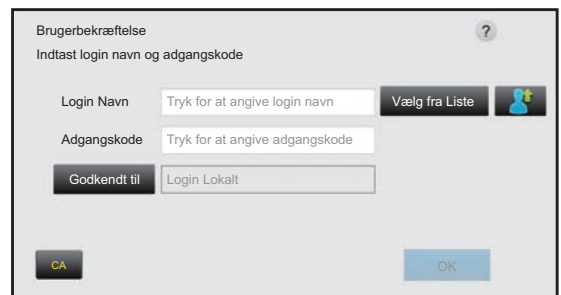 Brugerbekræftelse
?
Indtast login navn og adgangskode
Login Navn Tryk for at angive login navn Vælg fra Liste
Adgangskode Tryk for at angive adgangskode
Godkendt til Login Lokalt
CA OK